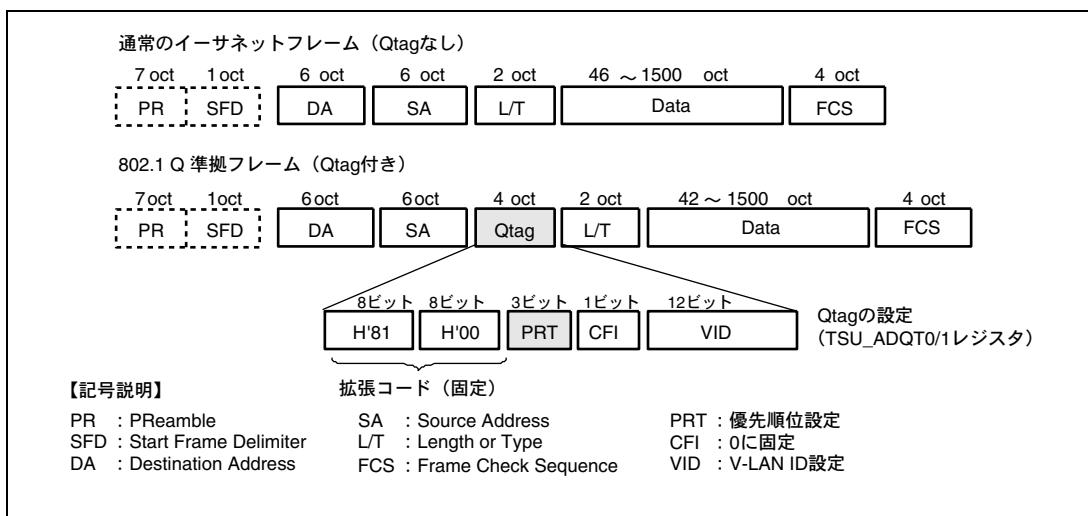 通常のイーサネットフレーム（Qtagなし）
7 oct 1 oct 6 oct 6 oct 2 oct 46 ～ 1500 oct 4 oct
PR SFD DA SA L/T Data FCS
802.1 Q 準拠フレーム（Qtag付き）
7 oct 1oct 6 oct 6 oct 4 oct 2 oct 42 ～ 1500 oct 4 oct
PR SFD DA SA Qtag L/T Data FCS
8ビット 8ビット 3ビット 1ビット 12ビット
H'81 H'00 PRT CFI VID
Qtagの設定
（TSU_ADQT0/1レジスタ）
拡張コード（固定）
【記号説明】
PR : PReamble
SFD : Start Frame Delimiter
DA : Destination Address
SA : Source Address
L/T : Length or Type
FCS : Frame Check Sequence
PRT : 優先順位設定
CFI : 0に固定
VID : V-LAN ID設定